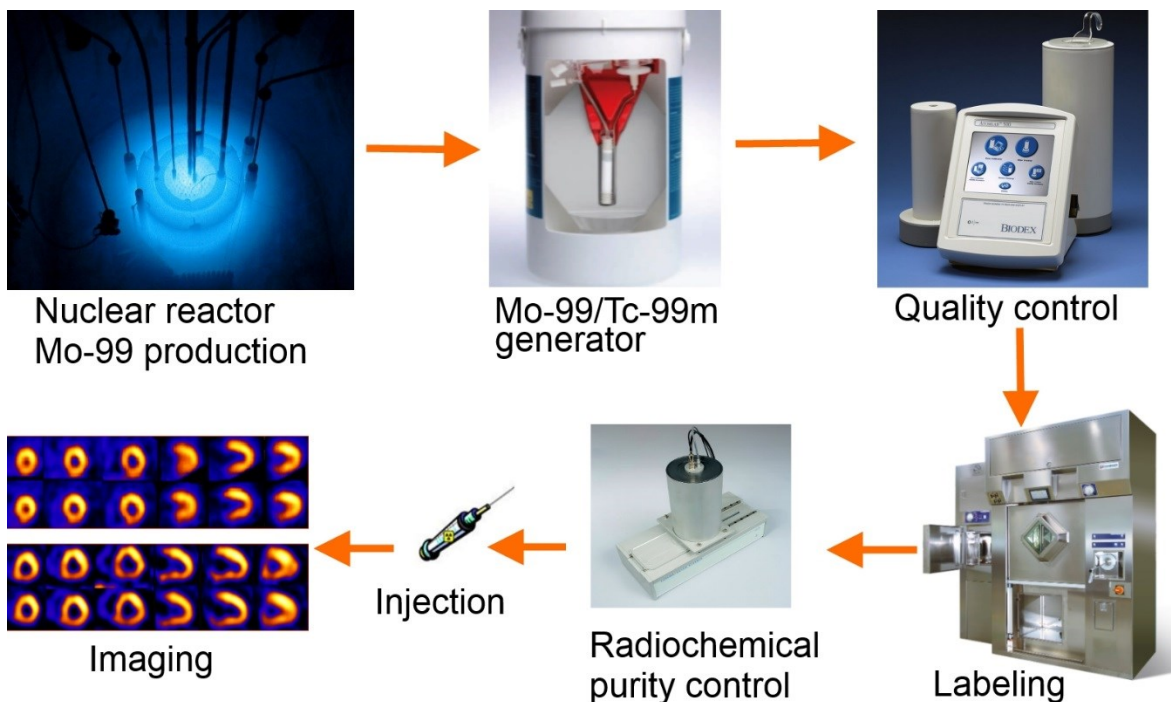 Nuclear reactor
Mo-99 production
Mo-99/Tc-99m
generator
BIODEX
Quality control
Imaging
Injection
Radiochemical
purity control
Labeling